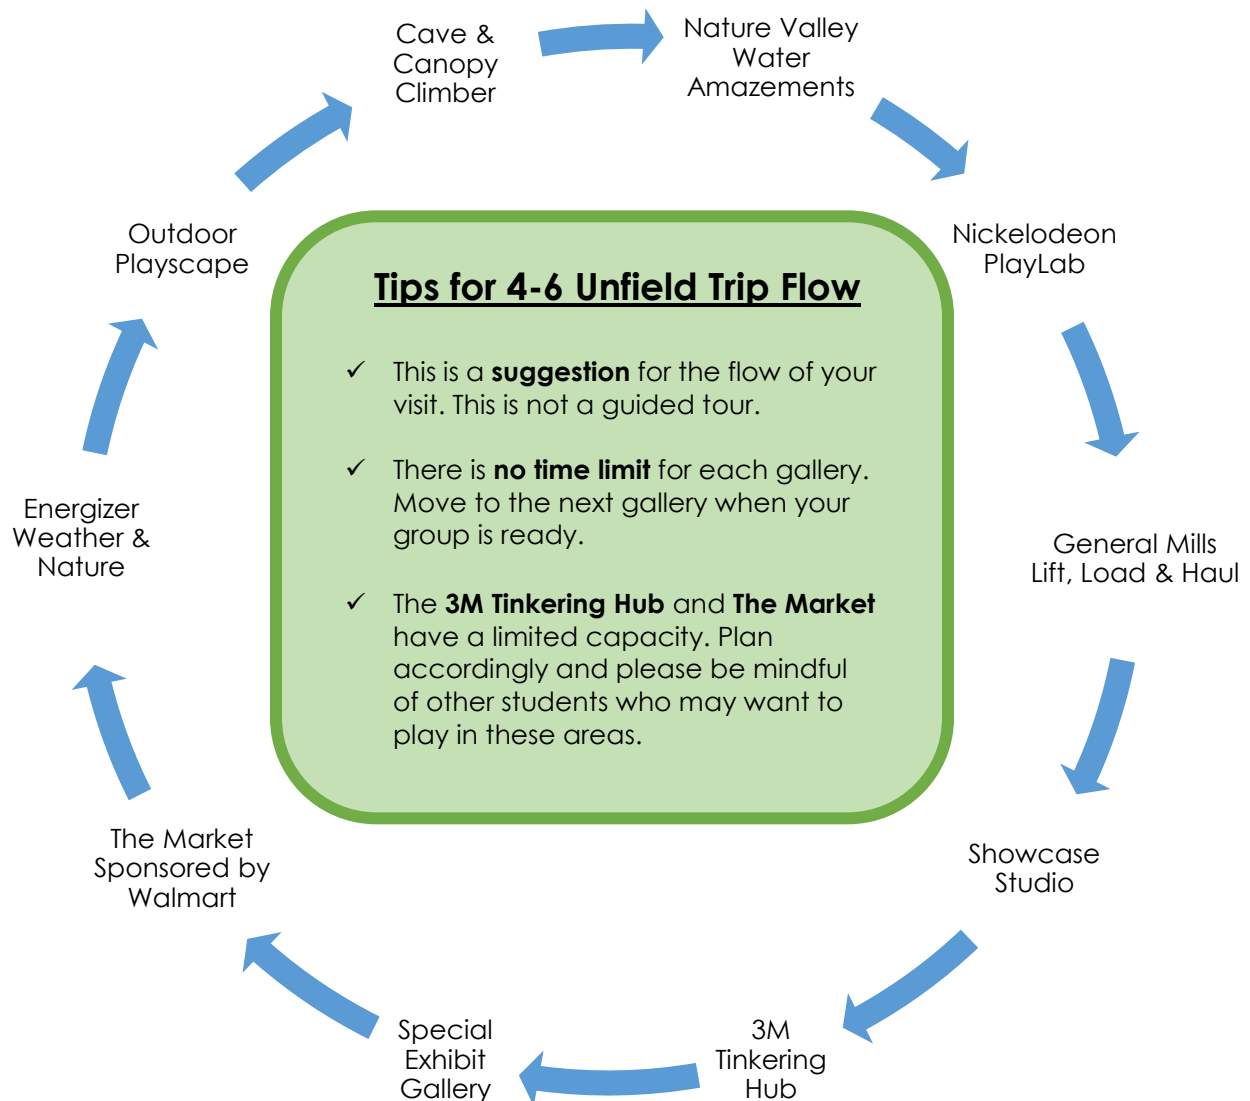 Cave &
Canopy
Climber
Nature Valley
Water
Amazements
Nickelodeon
PlayLab
General Mills
Lift, Load & Haul
Showcase
Studio
3M
Tinkering
Hub
Special
Exhibit
Gallery
The Market
Sponsored by
Walmart
Energizer
Weather &
Nature
Outdoor
Playscape
Tips for 4-6 Unfield Trip Flow
✓ This is a suggestion for the flow of your
visit. This is not a guided tour.
✓ There is no time limit for each gallery.
Move to the next gallery when your
group is ready.
✓ The 3M Tinkering Hub and The Market
have a limited capacity. Plan
accordingly and please be mindful
of other students who may want to
play in these areas.